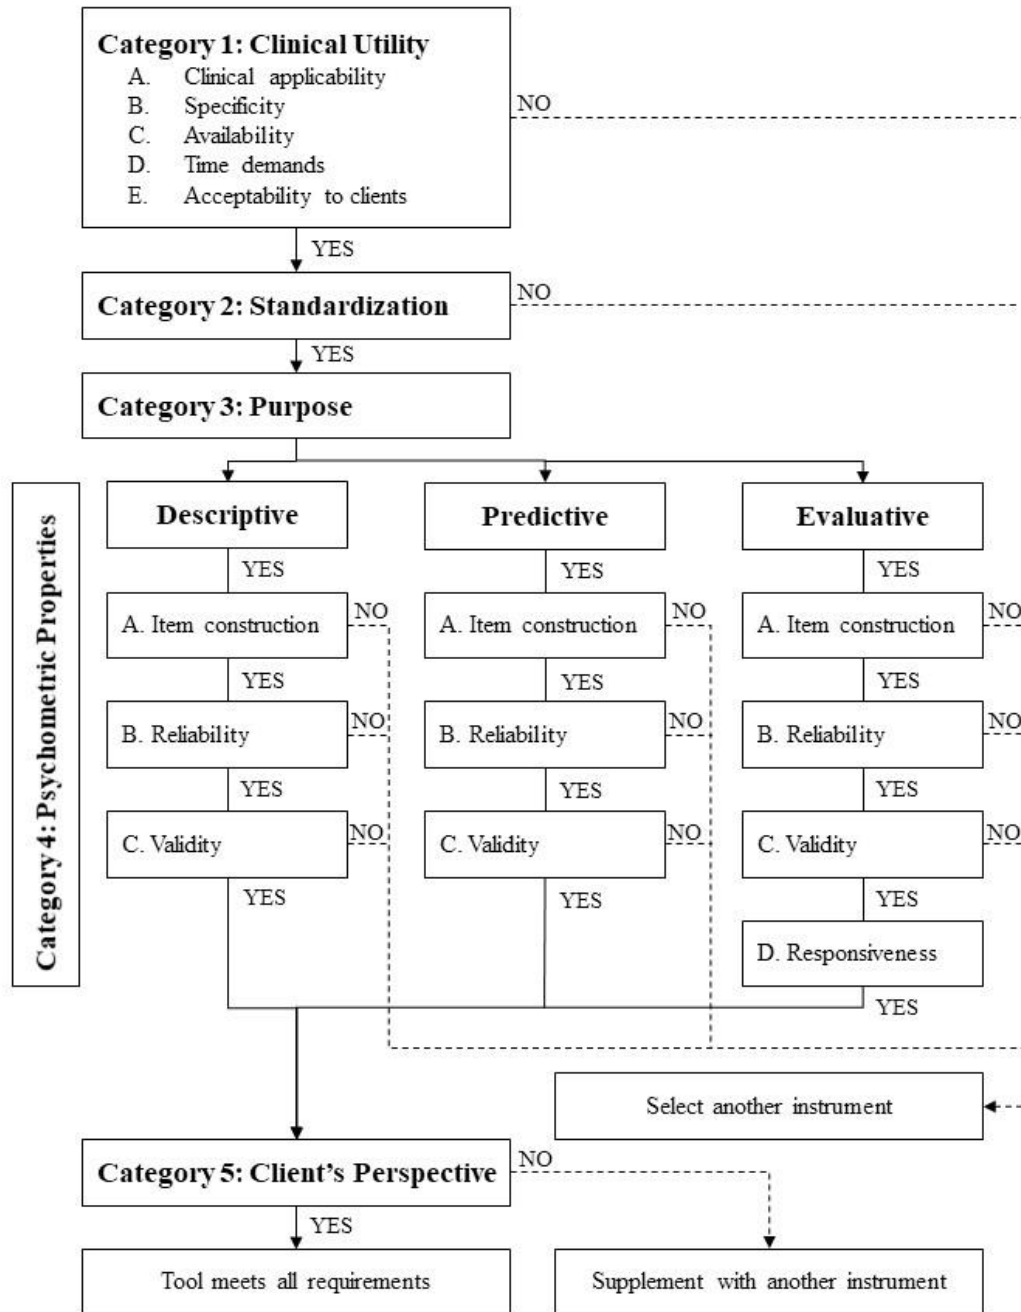 Category 1: Clinical Utility
A. Clinical applicability
B. Specificity
C. Availability
D. Time demands
E. Acceptability to clients
NO
YES
Category 2: Standardization
NO
YES
Category 3: Purpose
Category 4: Psychometric Properties
Descriptive
YES
A. Item construction
NO
YES
B. Reliability
NO
YES
C. Validity
NO
YES
Predictive
YES
A. Item construction
NO
YES
B. Reliability
NO
YES
C. Validity
NO
YES
Evaluative
YES
A. Item construction
NO
YES
B. Reliability
NO
YES
C. Validity
NO
YES
D. Responsiveness
YES
Select another instrument
Category 5: Client’s Perspective
NO
YES
Tool meets all requirements
Supplement with another instrument